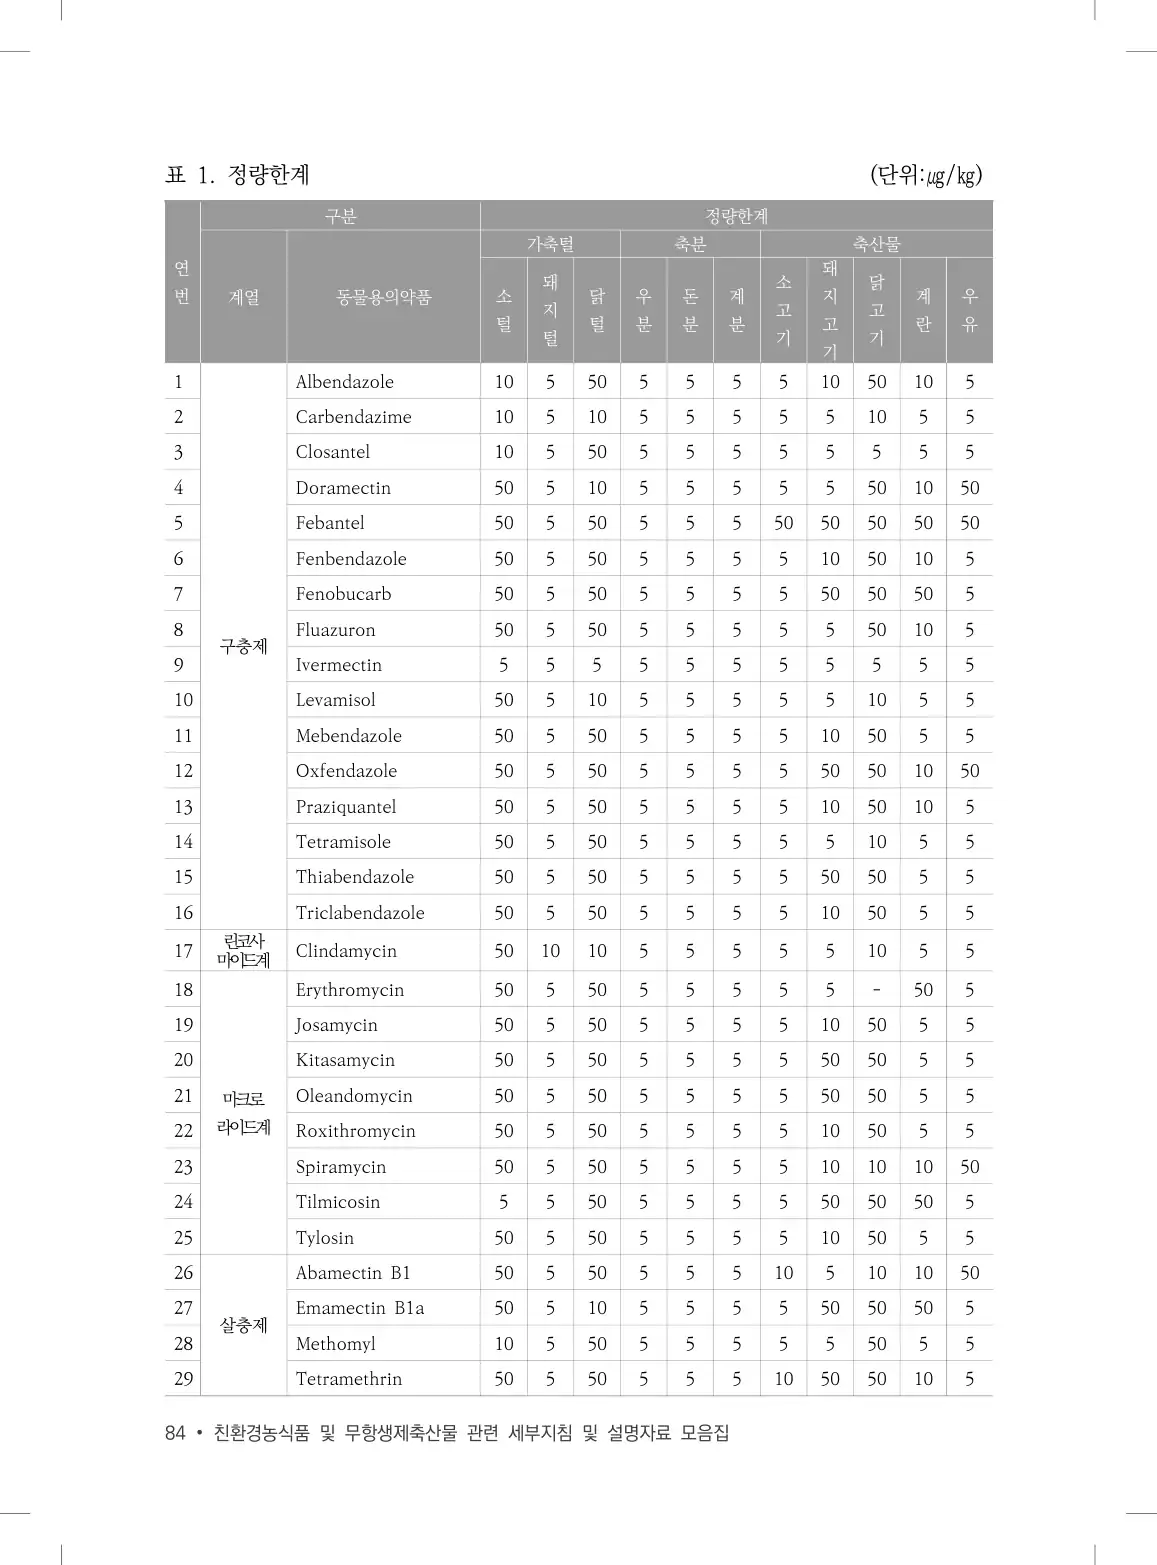 표 1. 정량한계 (단위:㎍/㎏)
연번 구분 정량한계
계열 동물용의약품 가축털 축분 축산물
소털 돼지털 닭털 우분 돈분 계분 소고기 돼지고기 닭고기 계란 우유
1 Albendazole 10 5 50 5 5 5 5 10 50 10 5
2 Carbendazime 10 5 10 5 5 5 5 5 10 5 5
3 Closantel 10 5 50 5 5 5 5 5 5 5 5
4 Doramectin 50 5 10 5 5 5 5 5 50 10 50
5 Febantel 50 5 50 5 5 5 50 50 50 50 50
6 Fenbendazole 50 5 50 5 5 5 5 10 50 10 5
7 Fenobucarb 50 5 50 5 5 5 5 50 50 50 5
8 Fluazuron 50 5 50 5 5 5 5 5 50 10 5
구충제
9 Ivermectin 5 5 5 5 5 5 5 5 5 5 5
10 Levamisol 50 5 10 5 5 5 5 5 10 5 5
11 Mebendazole 50 5 50 5 5 5 5 10 50 5 5
12 Oxfendazole 50 5 50 5 5 5 5 50 50 10 50
13 Praziquantel 50 5 50 5 5 5 5 10 50 10 5
14 Tetramisole 50 5 50 5 5 5 5 5 10 5 5
15 Thiabendazole 50 5 50 5 5 5 5 50 50 5 5
16 Triclabendazole 50 5 50 5 5 5 5 10 50 5 5
17 린코사마이드계 Clindamycin 50 10 10 5 5 5 5 5 10 5 5
18 Erythromycin 50 5 50 5 5 5 5 5 - 50 5
19 Josamycin 50 5 50 5 5 5 5 10 50 5 5
20 Kitasamycin 50 5 50 5 5 5 5 50 50 5 5
21 마크로 Oleandomycin 50 5 50 5 5 5 5 50 50 5 5
22 라이드계 Roxithromycin 50 5 50 5 5 5 5 10 50 5 5
23 Spiramycin 50 5 50 5 5 5 5 10 10 10 50
24 Tilmicosin 5 5 50 5 5 5 5 50 50 50 5
25 Tylosin 50 5 50 5 5 5 5 10 50 5 5
26 Abamectin B1 50 5 50 5 5 5 10 5 10 10 50
27 Emamectin B1a 50 5 10 5 5 5 5 50 50 50 5
살충제
28 Methomyl 10 5 50 5 5 5 5 5 50 5 5
29 Tetramethrin 50 5 50 5 5 5 10 50 50 10 5
84 • 친환경농식품 및 무항생제축산물 관련 세부지침 및 설명자료 모음집